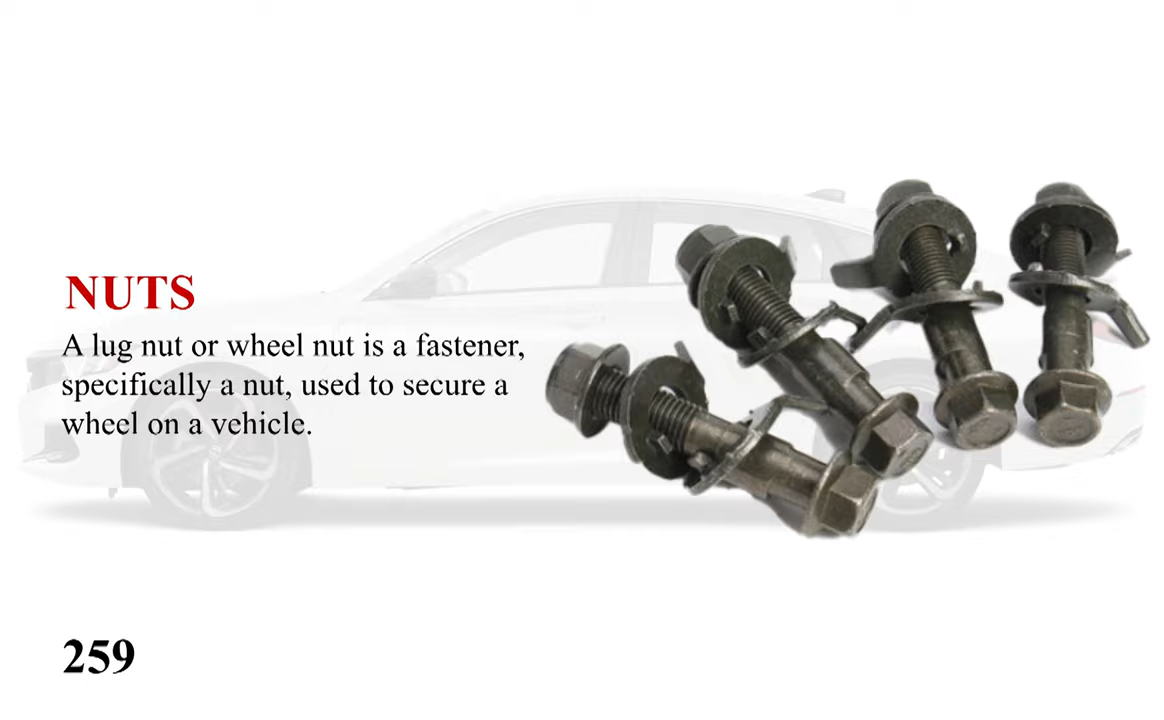 NUTS
A lug nut or wheel nut is a fastener,
specifically a nut, used to secure a
wheel on a vehicle.
259